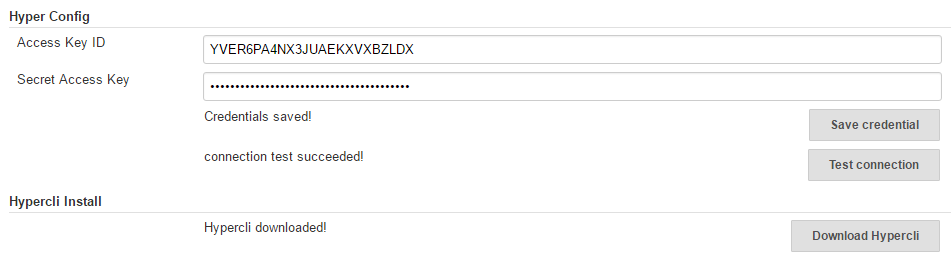 Hyper Config
Access Key ID
YVER6PA4NX3JUAEKXVXBZLDX
Secret Access Key
••••••••••••••••••••••••••••••••••••••••
Credentials saved!
Save credential
connection test succeeded!
Test connection
Hypercli Install
Hypercli downloaded!
Download Hypercli